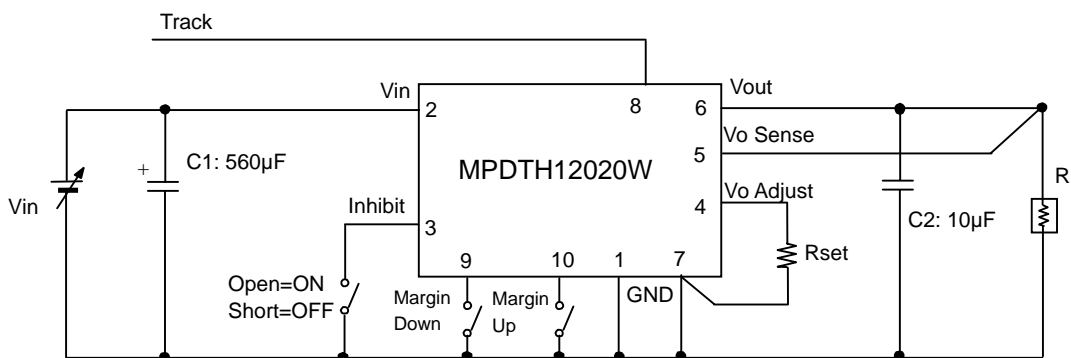 Track
Vin
2
8
6
Vout
Vo Sense
5
C1: 560µF
+
MPDTH12020W
R
Vin
Inhibit
3
Vo Adjust
4
C2: 10µF
Rset
9
10
1
7
Open=ON
Short=OFF
Margin
Down
Margin
Up
GND